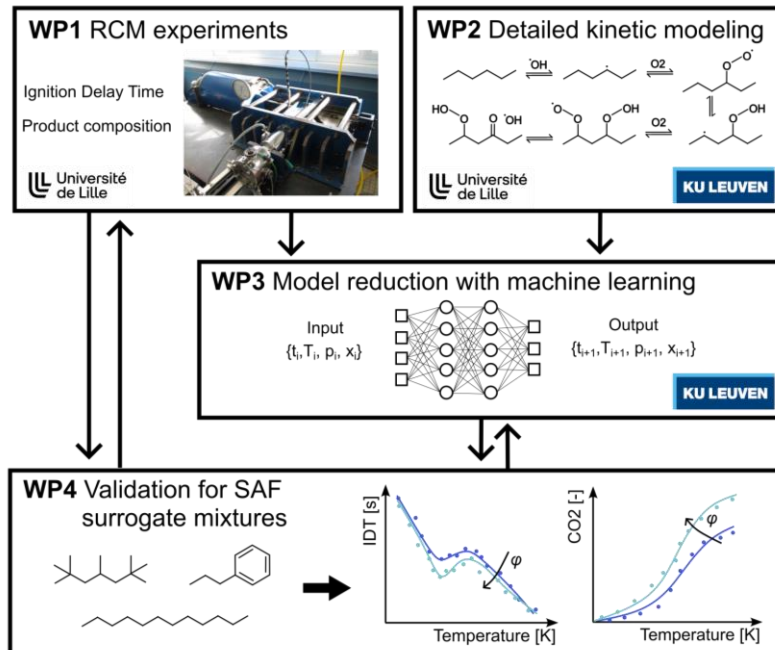 WP1 RCM experiments
Ignition Delay Time
Product composition
Université
de Lille
WP2 Detailed kinetic modeling
•OH
O2
O
O•
HO
O
O
•OH
•O
O
OOH
O2
OOH
Université
de Lille
KU LEUVEN
WP3 Model reduction with machine learning
Input
{ti,Ti, pi, xi}
Output
{ti+1,Ti+1, pi+1, xi+1}
KU LEUVEN
WP4 Validation for SAF
surrogate mixtures
IDT [s]
φ
Temperature [K]
CO2 [-]
φ
Temperature [K]